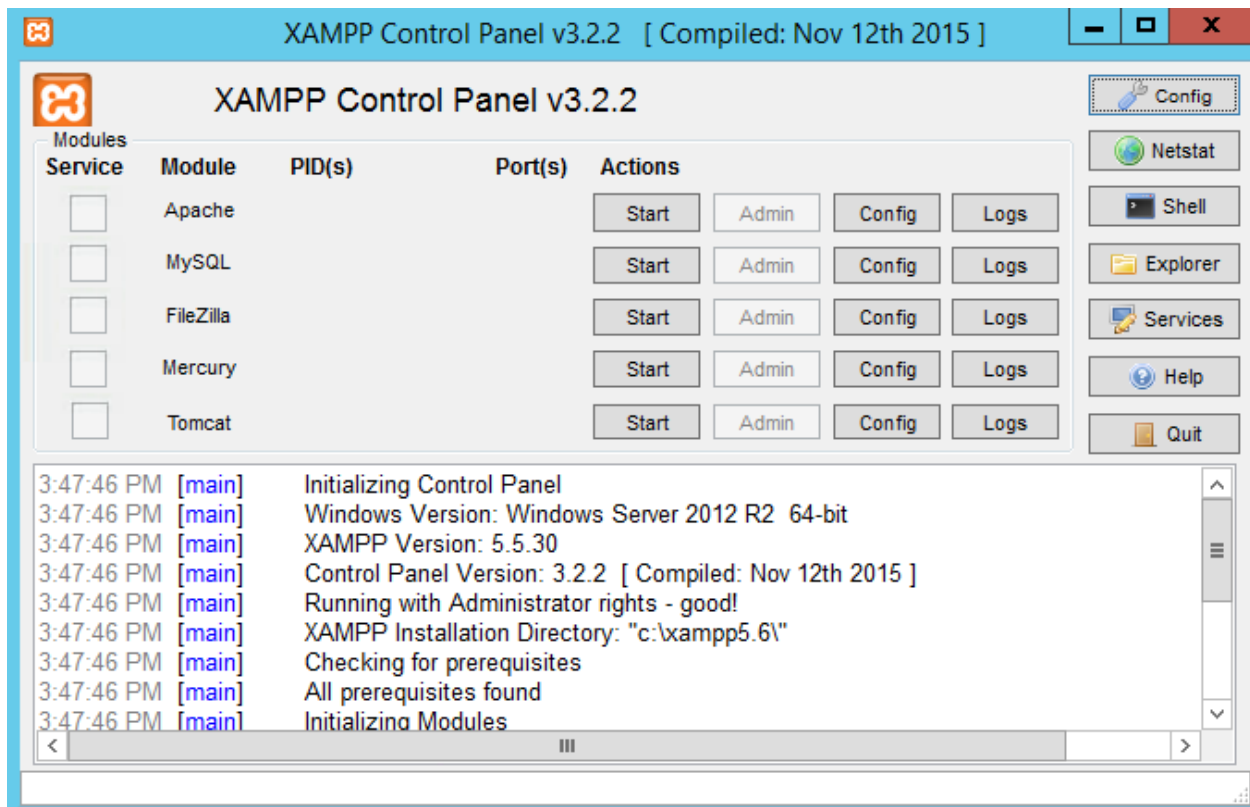 XAMPP Control Panel v3.2.2 [ Compiled: Nov 12th 2015 ]
XAMPP Control Panel v3.2.2
Config
Modules
Service Module PID(s) Port(s) Actions
Netstat
Apache Start Admin Config Logs
Shell
MySQL Start Admin Config Logs
Explorer
FileZilla Start Admin Config Logs
Services
Mercury Start Admin Config Logs
Help
Tomcat Start Admin Config Logs
Quit
3:47:46 PM [main] Initializing Control Panel
3:47:46 PM [main] Windows Version: Windows Server 2012 R2 64-bit
3:47:46 PM [main] XAMPP Version: 5.5.30
3:47:46 PM [main] Control Panel Version: 3.2.2 [ Compiled: Nov 12th 2015 ]
3:47:46 PM [main] Running with Administrator rights - good!
3:47:46 PM [main] XAMPP Installation Directory: "c:\xampp5.6\"
3:47:46 PM [main] Checking for prerequisites
3:47:46 PM [main] All prerequisites found
3:47:46 PM [main] Initializing Modules